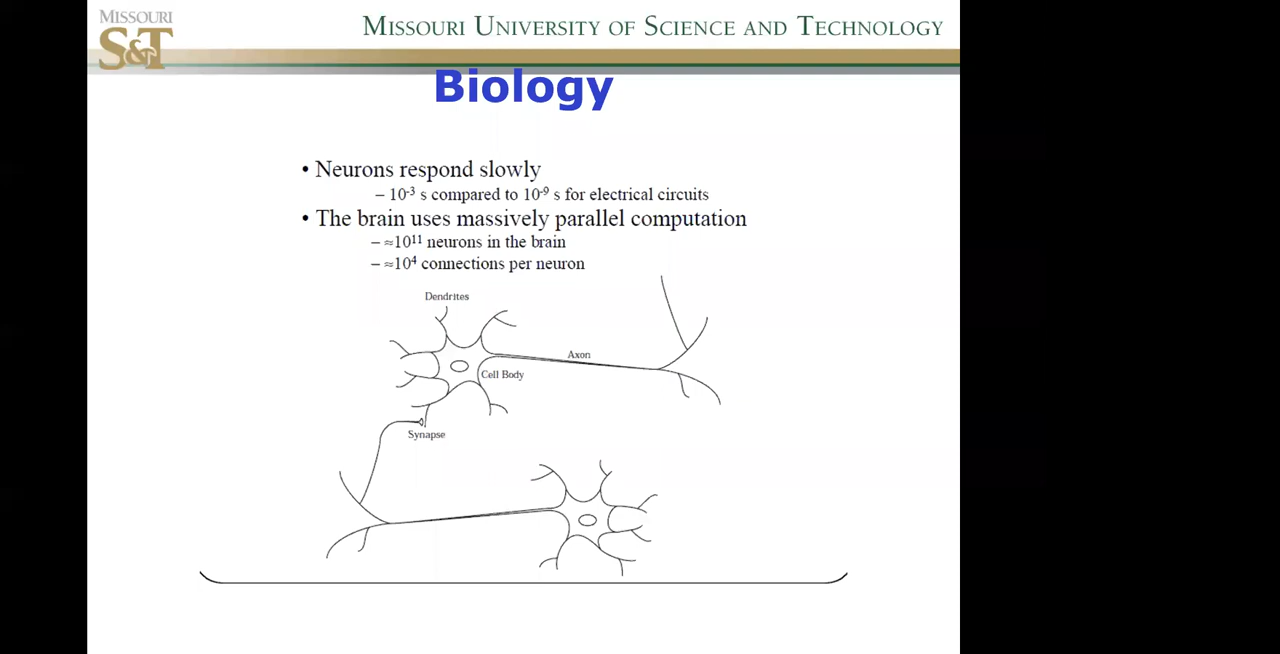 MISSOURI
S&T
MISSOURI UNIVERSITY OF SCIENCE AND TECHNOLOGY
Biology
• Neurons respond slowly
– 10⁻³ s compared to 10⁻⁹ s for electrical circuits
• The brain uses massively parallel computation
– ≈10¹¹ neurons in the brain
– ≈10⁴ connections per neuron
Dendrites
Axon
Cell Body
Synapse